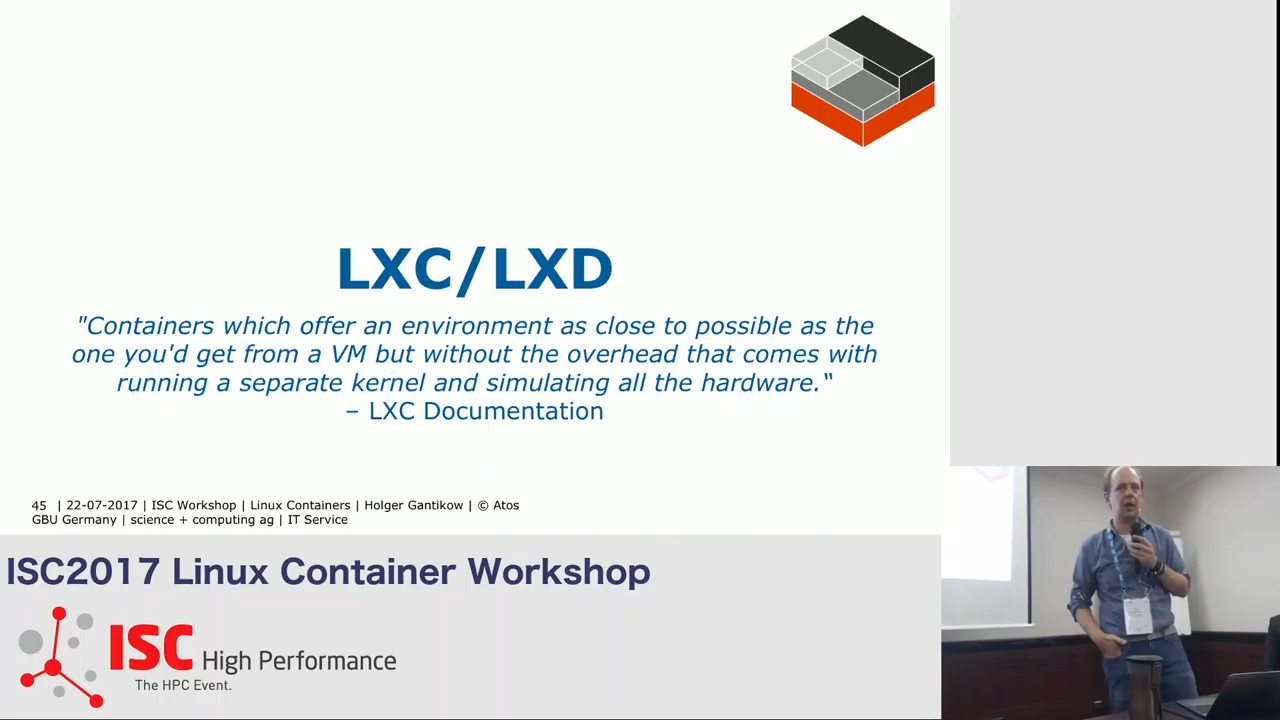 LXC/LXD
"Containers which offer an environment as close to possible as the
one you'd get from a VM but without the overhead that comes with
running a separate kernel and simulating all the hardware.“
– LXC Documentation
45 | 22-07-2017 | ISC Workshop | Linux Containers | Holger Gantikow | © Atos
GBU Germany | science + computing ag | IT Service
ISC2017 Linux Container Workshop
ISC High Performance
The HPC Event.